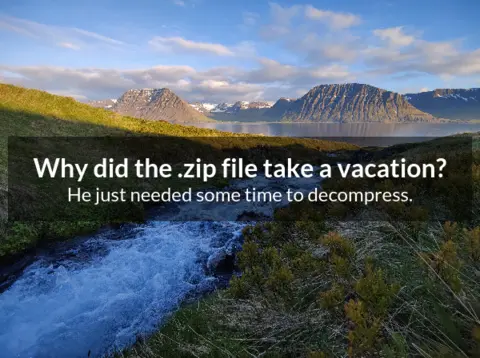 Why did the .zip file take a vacation?
He just needed some time to decompress.